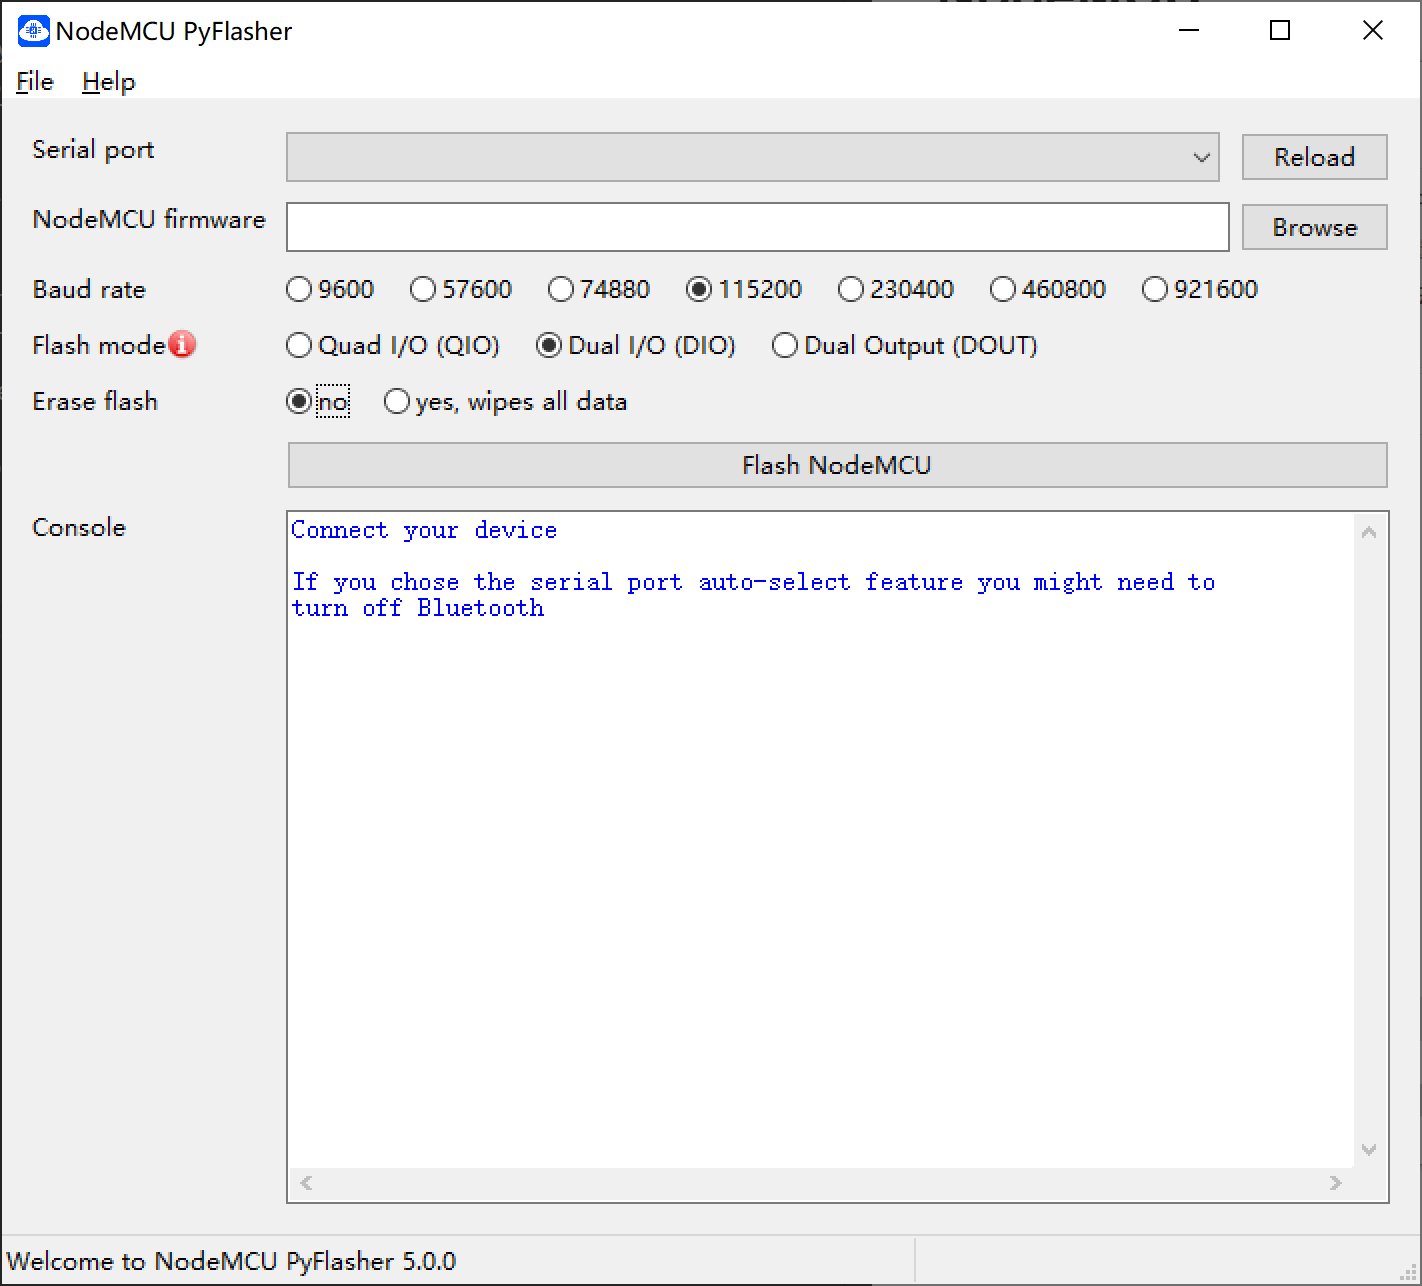 NodeMCU PyFlasher
File Help
Serial port Reload
NodeMCU firmware Browse
Baud rate 9600 57600 74880 115200 230400 460800 921600
Flash mode Quad I/O (QIO) Dual I/O (DIO) Dual Output (DOUT)
Erase flash no yes, wipes all data
Flash NodeMCU
Console
Connect your device
If you chose the serial port auto-select feature you might need to
turn off Bluetooth
Welcome to NodeMCU PyFlasher 5.0.0